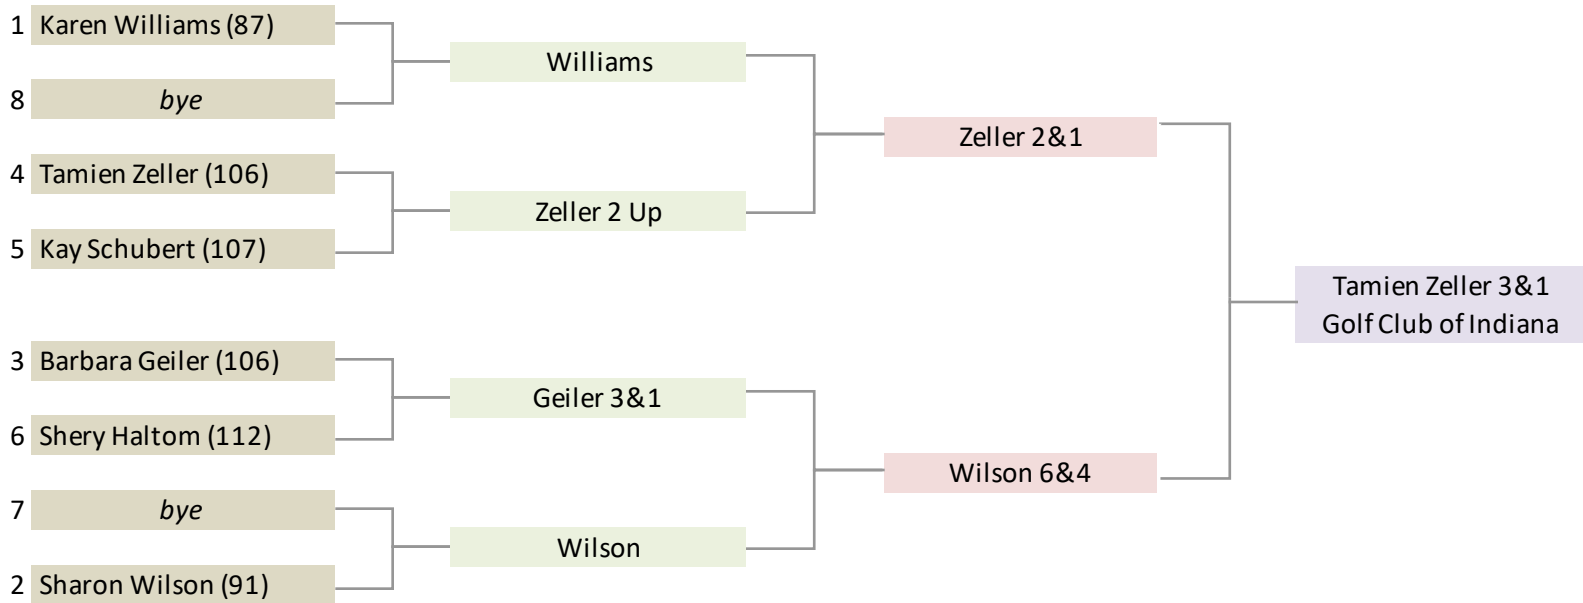 1 Karen Williams (87)
8 bye
4 Tamien Zeller (106)
5 Kay Schubert (107)
3 Barbara Geiler (106)
6 Shery Haltom (112)
7 bye
2 Sharon Wilson (91)
Williams
Zeller 2 Up
Geiler 3&1
Wilson
Zeller 2&1
Wilson 6&4
Tamien Zeller 3&1
Golf Club of Indiana